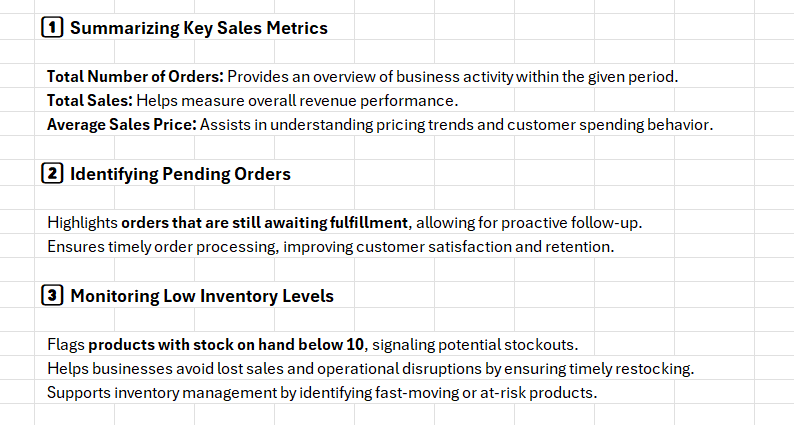 1 Summarizing Key Sales Metrics
Total Number of Orders: Provides an overview of business activity within the given period.
Total Sales: Helps measure overall revenue performance.
Average Sales Price: Assists in understanding pricing trends and customer spending behavior.
2 Identifying Pending Orders
Highlights orders that are still awaiting fulfillment, allowing for proactive follow-up.
Ensures timely order processing, improving customer satisfaction and retention.
3 Monitoring Low Inventory Levels
Flags products with stock on hand below 10, signaling potential stockouts.
Helps businesses avoid lost sales and operational disruptions by ensuring timely restocking.
Supports inventory management by identifying fast-moving or at-risk products.